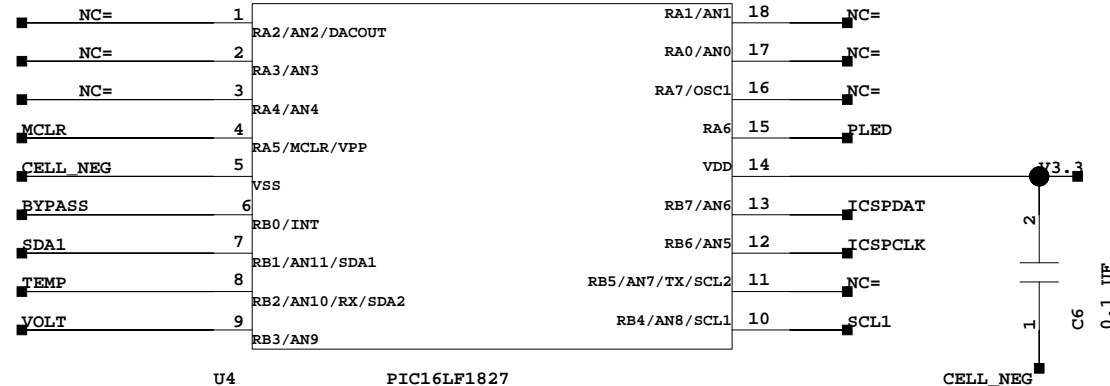 NC= 1 RA2/AN2/DACOUT
NC= 2 RA3/AN3
NC= 3 RA4/AN4
MCLR 4 RA5/MCLR/VPP
CELL_NEG 5 VSS
BYPASS 6 RB0/INT
SDA1 7 RB1/AN11/SDA1
TEMP 8 RB2/AN10/RX/SDA2
VOLT 9 RB3/AN9
RA1/AN1 18 NC=
RA0/AN0 17 NC=
RA7/OSC1 16 NC=
RA6 15 PLED
VDD 14 V3.3
RB7/AN6 13 ICSPDAT
RB6/AN5 12 ICSPCLK
RB5/AN7/TX/SCL2 11 NC=
RB4/AN8/SCL1 10 SCL1
2
1
C6
0.1 UF
CELL_NEG
U4 PIC16LF1827